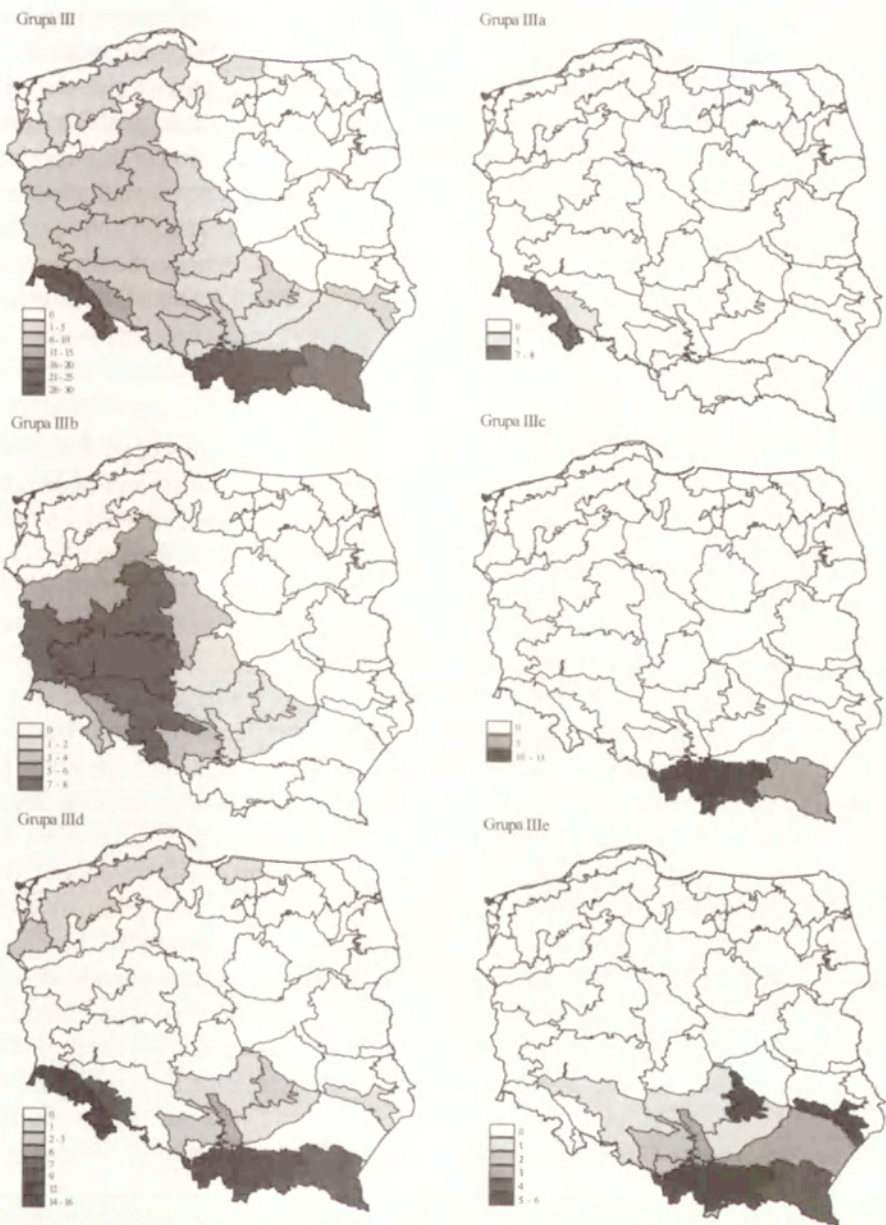 Grupa III
0
1 - 5
6 - 10
11 - 15
16 - 20
21 - 25
26 - 30
Grupa IIIa
0
1
7 - 8
Grupa IIIb
0
1 - 2
3 - 4
5 - 6
7 - 8
Grupa IIIc
0
5
10 - 11
Grupa IIId
0
1
2 - 3
6
7
9
12
14 - 16
Grupa IIIe
0
1
2
3
4
5 - 6